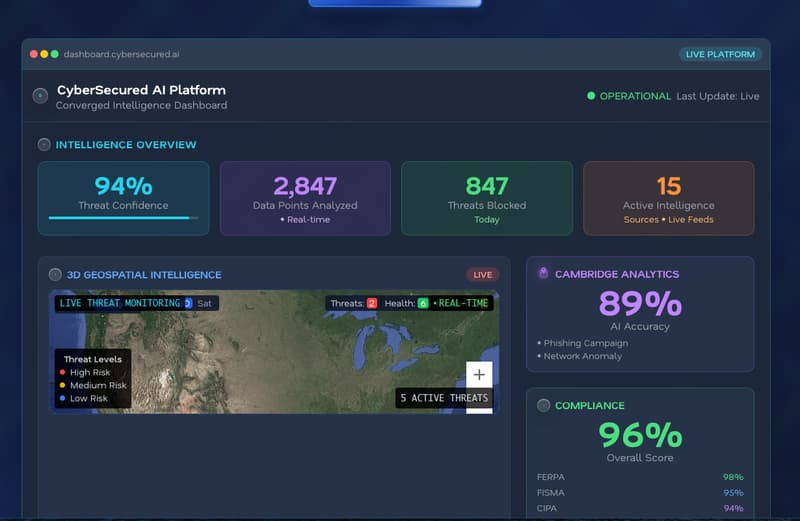 dashboard.cybersecured.ai
LIVE PLATFORM
CyberSecured AI Platform
Converged Intelligence Dashboard
OPERATIONAL Last Update: Live
INTELLIGENCE OVERVIEW
94%
Threat Confidence
2,847
Data Points Analyzed
• Real-time
847
Threats Blocked
Today
15
Active Intelligence
Sources • Live Feeds
3D GEOSPATIAL INTELLIGENCE
LIVE
LIVE THREAT MONITORING Sat
Threats: 2 Health: 6 • REAL-TIME
Threat Levels
High Risk
Medium Risk
Low Risk
+
5 ACTIVE THREATS
CAMBRIDGE ANALYTICS
89%
AI Accuracy
• Phishing Campaign
• Network Anomaly
COMPLIANCE
96%
Overall Score
FERPA 98%
FISMA 95%
CIPA 94%